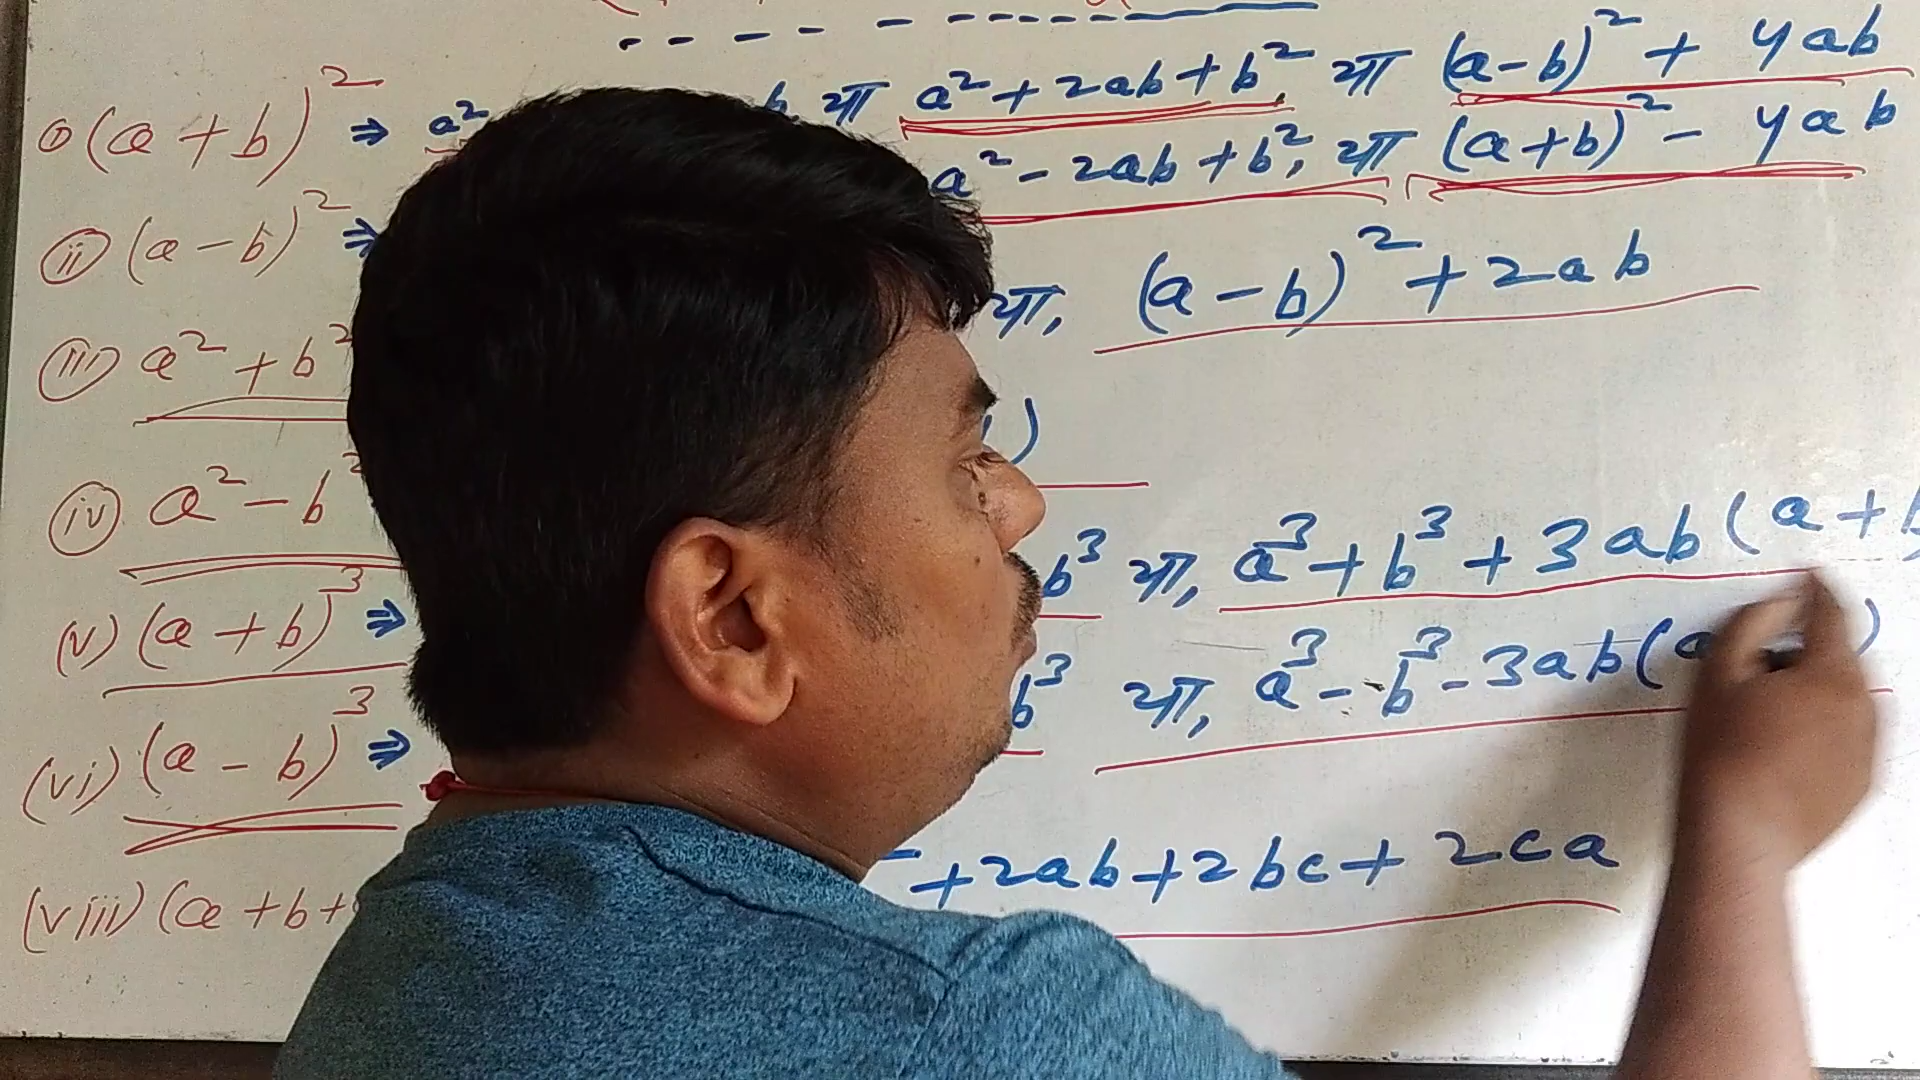 (i) (a+b)² ⇒ a² या a²+2ab+b², या (a-b)² + 4ab
(ii) (a-b)² ⇒ a²-2ab+b², या (a+b)² - 4ab
(iii) a²+b² या, (a-b)²+2ab
(iv) a²-b² )
(v) (a+b)³ ⇒ b³ या, a³+b³+3ab(a+b
(vi) (a-b)³ ⇒ b³ या, a³-b³-3ab(a )
(viii) (a+b+ +2ab+2bc+2ca